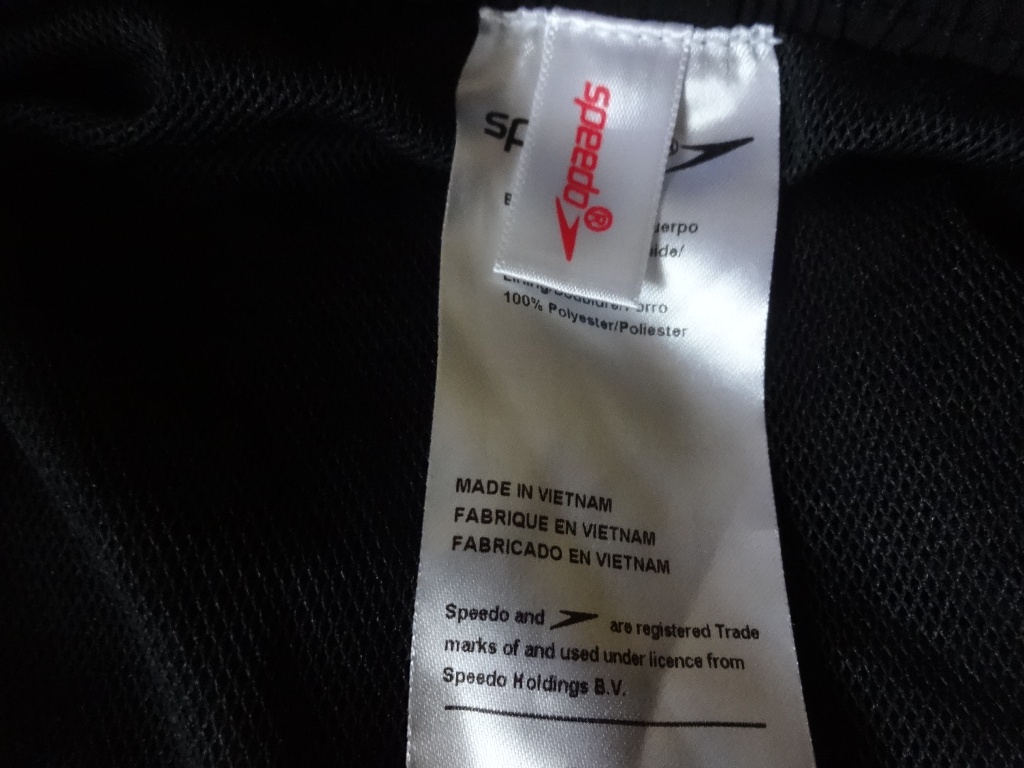 speedo®
100% Polyester/Poliester
MADE IN VIETNAM
FABRIQUE EN VIETNAM
FABRICADO EN VIETNAM
Speedo and are registered Trade
marks of and used under licence from
Speedo Holdings B.V.